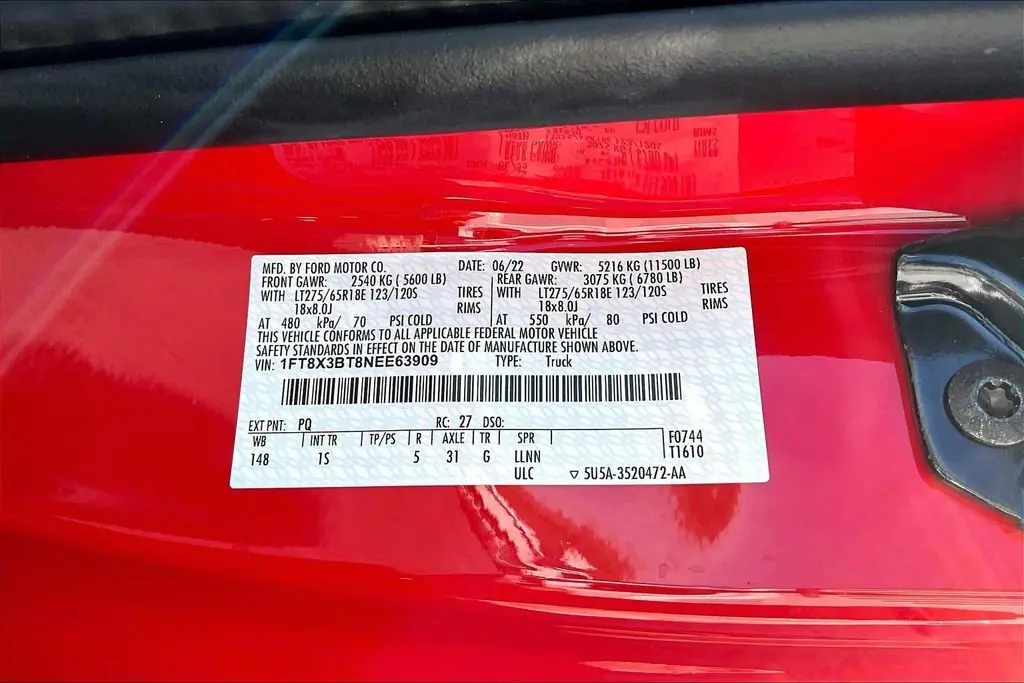 MFD. BY FORD MOTOR CO. DATE: 06/22 GVWR: 5216 KG (11500 LB)
FRONT GAWR: 2540 KG ( 5600 LB) REAR GAWR: 3075 KG ( 6780 LB)
WITH LT275/65R18E 123/120S TIRES WITH LT275/65R18E 123/120S TIRES
18x8.0J RIMS 18x8.0J RIMS
AT 480 kPa/ 70 PSI COLD AT 550 kPa/ 80 PSI COLD
THIS VEHICLE CONFORMS TO ALL APPLICABLE FEDERAL MOTOR VEHICLE
SAFETY STANDARDS IN EFFECT ON THE DATE OF MANUFACTURE SHOWN ABOVE.
VIN: 1FT8X3BT8NEE63909 TYPE: Truck
EXT PNT: PQ RC: 27 DSO:
WB INT TR TP/PS R AXLE TR SPR F0744
148 1S 5 31 G LLNN T1610
ULC ▽ 5U5A-3520472-AA